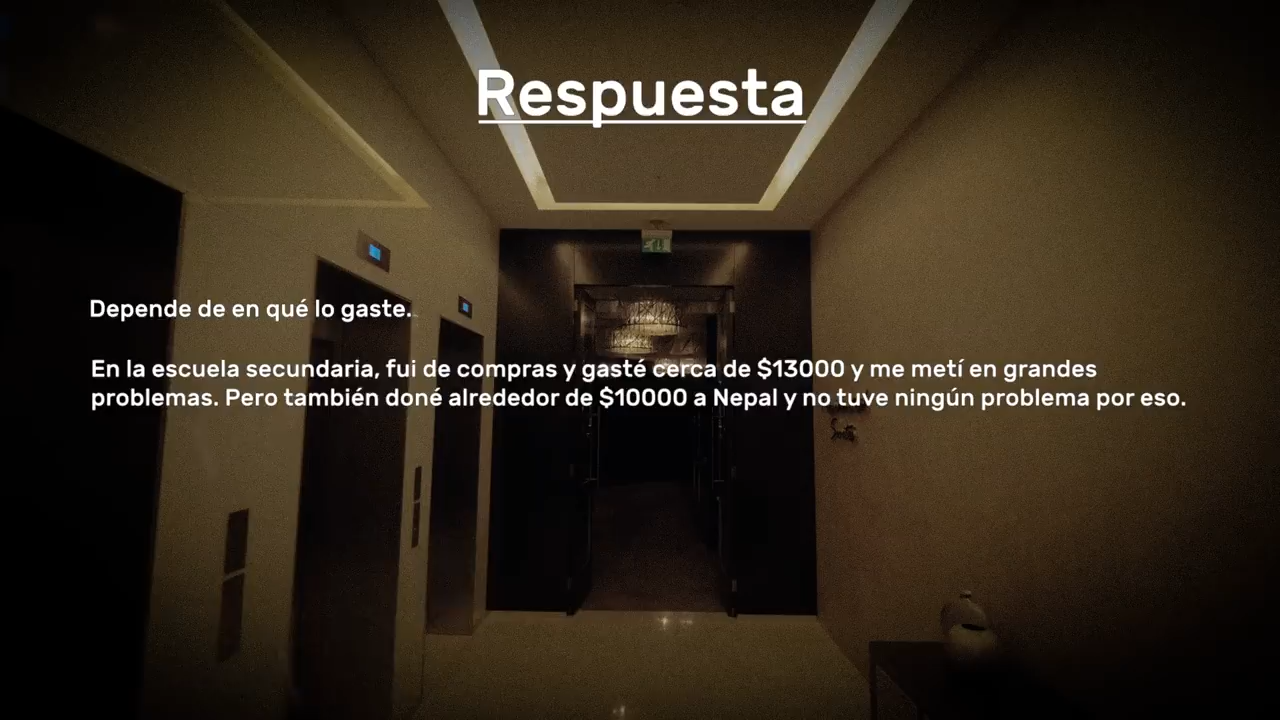 Respuesta
Depende de en qué lo gaste.
En la escuela secundaria, fui de compras y gasté cerca de $13000 y me metí en grandes
problemas. Pero también doné alrededor de $10000 a Nepal y no tuve ningún problema por eso.